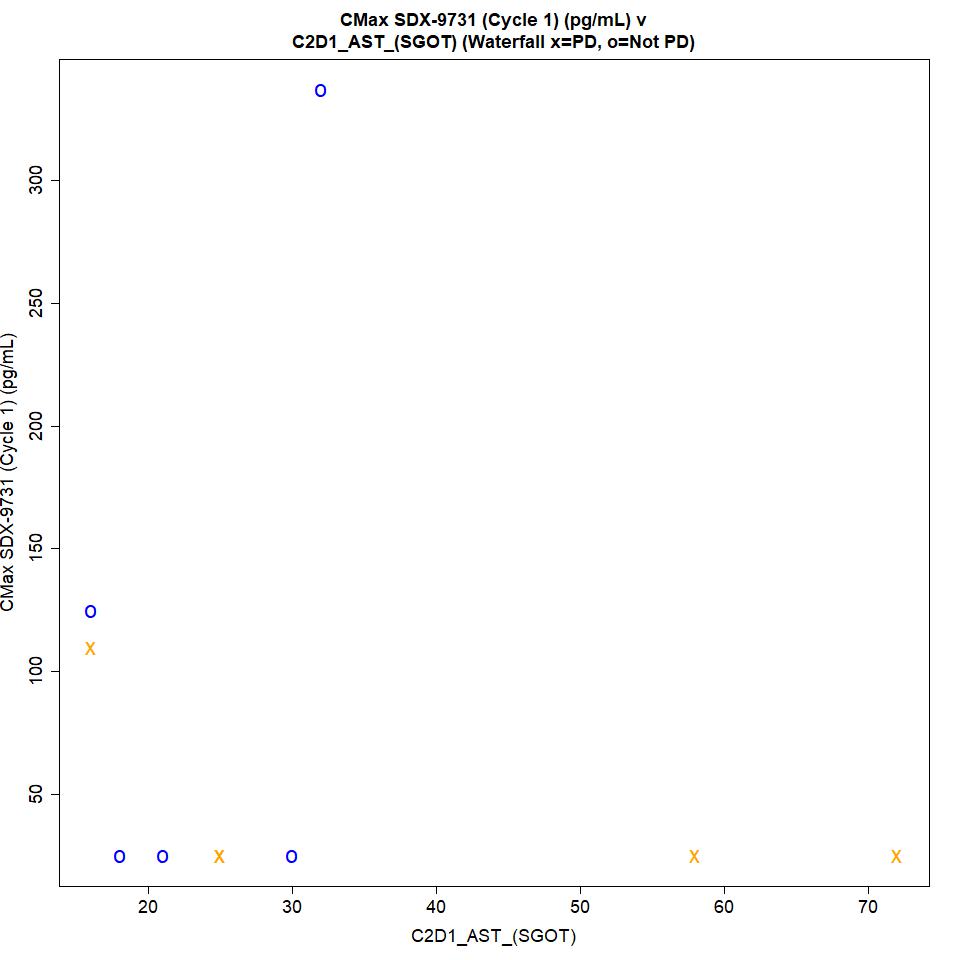 CMax SDX-9731 (Cycle 1) (pg/mL) v
C2D1_AST_(SGOT) (Waterfall x=PD, o=Not PD)
CMax SDX-9731 (Cycle 1) (pg/mL)
300
250
200
150
100
50
O
O
X
O
O
X
O
X
X
20
30
40
50
60
70
C2D1_AST_(SGOT)